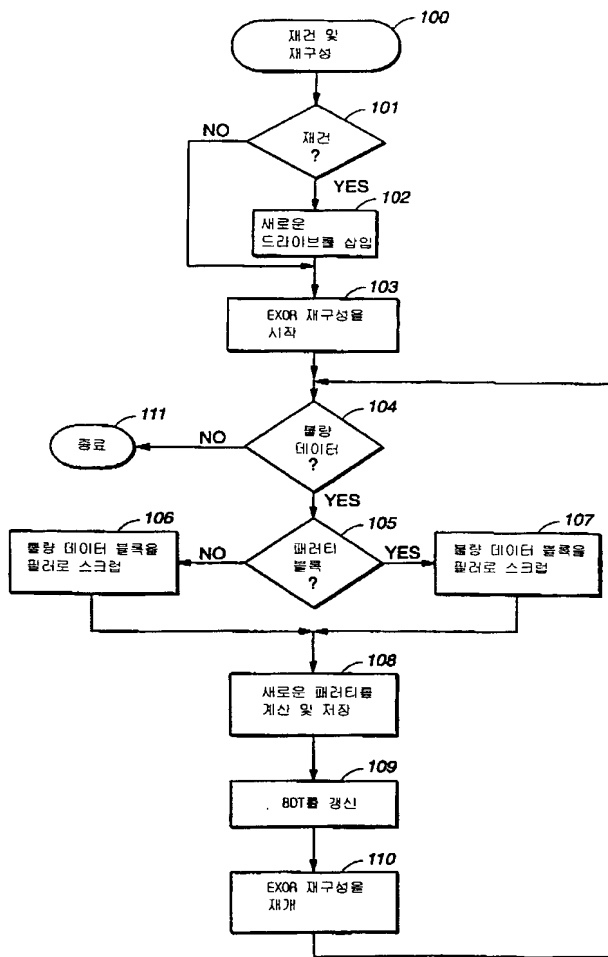 100
재건 및
재구성
101
NO
재건
?
YES
102
새로운
드라이브를 삽입
103
EXOR 재구성을
시작
104
111
종료
NO
불량
데이터
?
YES
105
106
불량 데이터 블록을
필러로 스크럽
NO
패러티
블록
?
YES
107
불량 데이터 블록을
필러로 스크럽
108
새로운 패러티를
계산 및 저장
109
BDT를 갱신
110
EXOR 재구성을
재개